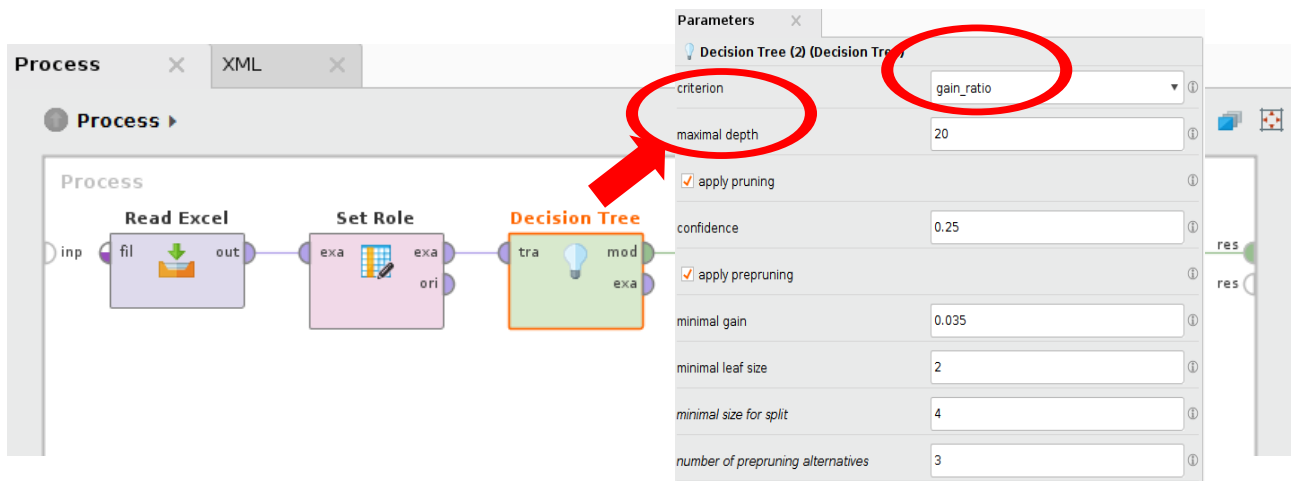 Process
XML
Process
Process
Read Excel
Set Role
Decision Tree
inp
fil
out
exa
exa
ori
tra
mod
exa
res
res
Parameters
Decision Tree (2) (Decision Tree)
criterion
gain_ratio
maximal depth
20
apply pruning
confidence
0.25
apply prepruning
minimal gain
0.035
minimal leaf size
2
minimal size for split
4
number of prepruning alternatives
3